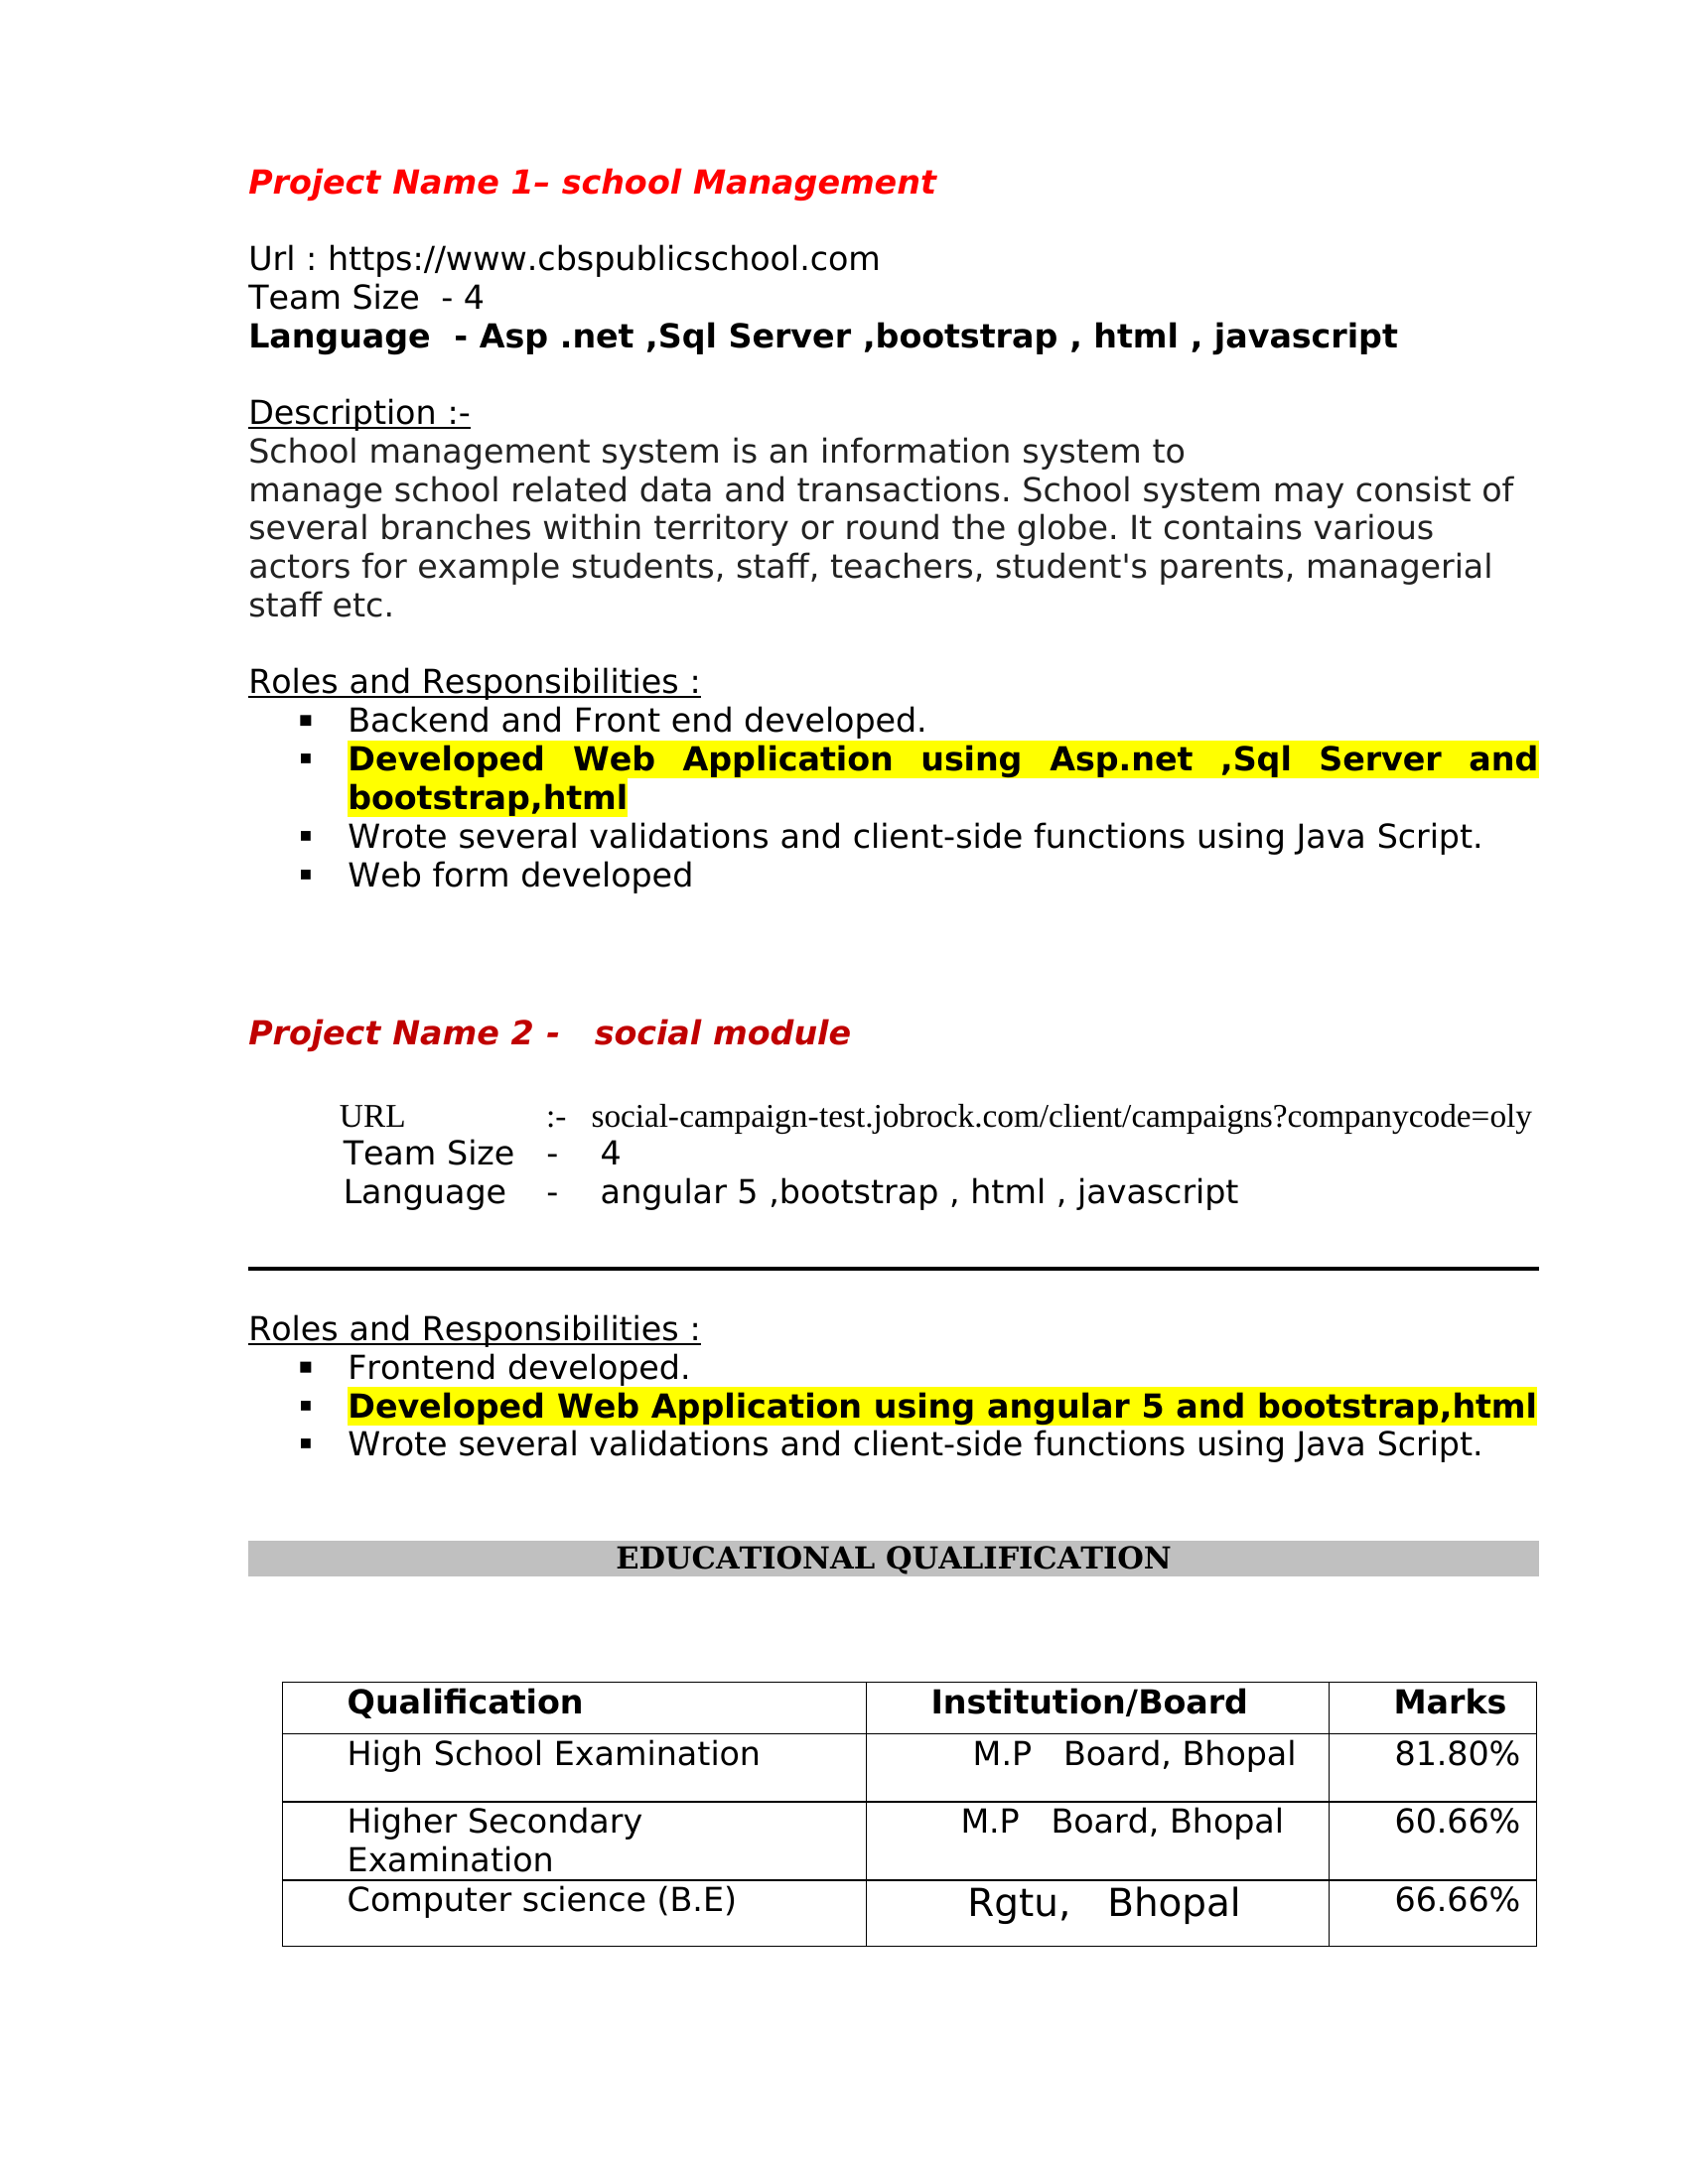 Project Name 1– school Management
Url : https://www.cbspublicschool.com
Team Size  - 4
Language  - Asp .net ,Sql Server ,bootstrap , html , javascript
Description :-
School management system is an information system to
manage school related data and transactions. School system may consist of
several branches within territory or round the globe. It contains various
actors for example students, staff, teachers, student's parents, managerial
staff etc.
Roles and Responsibilities :
▪ Backend and Front end developed.
▪ Developed Web Application using Asp.net ,Sql Server and
bootstrap,html
▪ Wrote several validations and client-side functions using Java Script.
▪ Web form developed
Project Name 2 -   social module
URL :- social-campaign-test.jobrock.com/client/campaigns?companycode=oly
Team Size - 4
Language - angular 5 ,bootstrap , html , javascript
Roles and Responsibilities :
▪ Frontend developed.
▪ Developed Web Application using angular 5 and bootstrap,html
▪ Wrote several validations and client-side functions using Java Script.
EDUCATIONAL QUALIFICATION
Qualification Institution/Board Marks
High School Examination M.P Board, Bhopal 81.80%
Higher Secondary M.P Board, Bhopal 60.66%
Examination
Computer science (B.E) Rgtu, Bhopal 66.66%